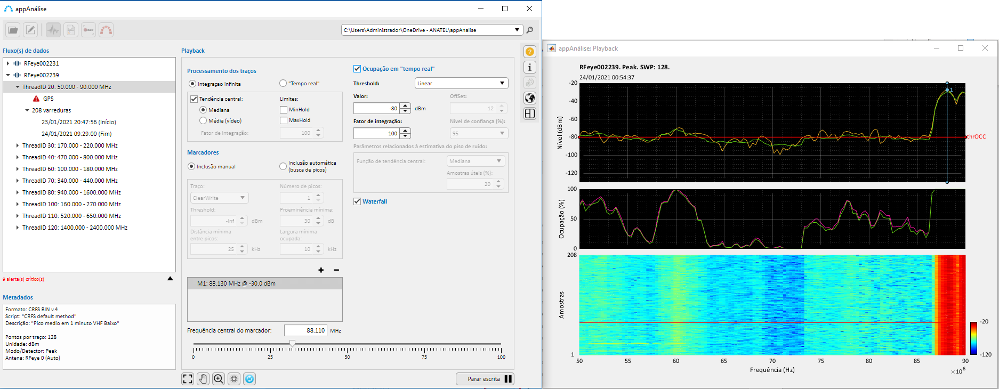 appAnálise
C:\Users\Administrador\OneDrive - ANATEL\appAnalise
Fluxo(s) de dados
RFeye002231
RFeye002239
ThreadID 20: 50.000 - 90.000 MHz
GPS
208 varreduras
23/01/2021 20:47:56 (Início)
24/01/2021 09:29:00 (Fim)
ThreadID 30: 170.000 - 220.000 MHz
ThreadID 40: 470.000 - 800.000 MHz
ThreadID 60: 100.000 - 180.000 MHz
ThreadID 70: 340.000 - 440.000 MHz
ThreadID 80: 940.000 - 1600.000 MHz
ThreadID 100: 160.000 - 270.000 MHz
ThreadID 110: 520.000 - 650.000 MHz
ThreadID 120: 1400.000 - 2400.000 MHz
9 alerta(s) crítico(s)
Metadados
Formato: CRFS BIN v.4
Script: "CRFS default method"
Descrição: "Pico medio em 1 minuto VHF Baixo"
Pontos por traço: 128
Unidade: dBm
Modo/Detector: Peak
Antena: RFeye 0 (Auto)
Playback
Processamento dos traços
Integraçao infinita
"Tempo real"
Tendência central:
Limites:
Mediana
MinHold
Média (vídeo)
MaxHold
Fator de integração:
100
Marcadores
Inclusão manual
Inclusão automática
(busca de picos)
Traço:
Número de picos:
ClearWrite
1
Threshold:
Proeminência mínima:
-Inf
dBm
30
dB
Distância mínima
entre picos:
Largura mínima
ocupada:
25
kHz
10
kHz
+ −
M1: 88.130 MHz @ -30.0 dBm
Frequência central do marcador:
88.110
MHz
0 25 50 75 100
Ocupação em "tempo real"
Threshold:
Linear
Valor:
OffSet:
-80
dBm
12
Fator de integração:
Nível de confiança (%):
100
95
Parâmetros relacionados à estimativa do piso de ruído:
Função de tendência central:
Mediana
Amostras úteis (%):
20
Waterfall
Parar escrita
appAnálise: Playback
RFeye002239. Peak. SWP: 128.
24/01/2021 00:54:37
-20
-40
-60
-80
-100
-120
Nível (dBm)
1
thrOCC
100
50
0
Ocupação (%)
208
1
Amostras
-20
-120
50 55 60 65 70 75 80 85 90
Frequência (Hz)
×10⁶